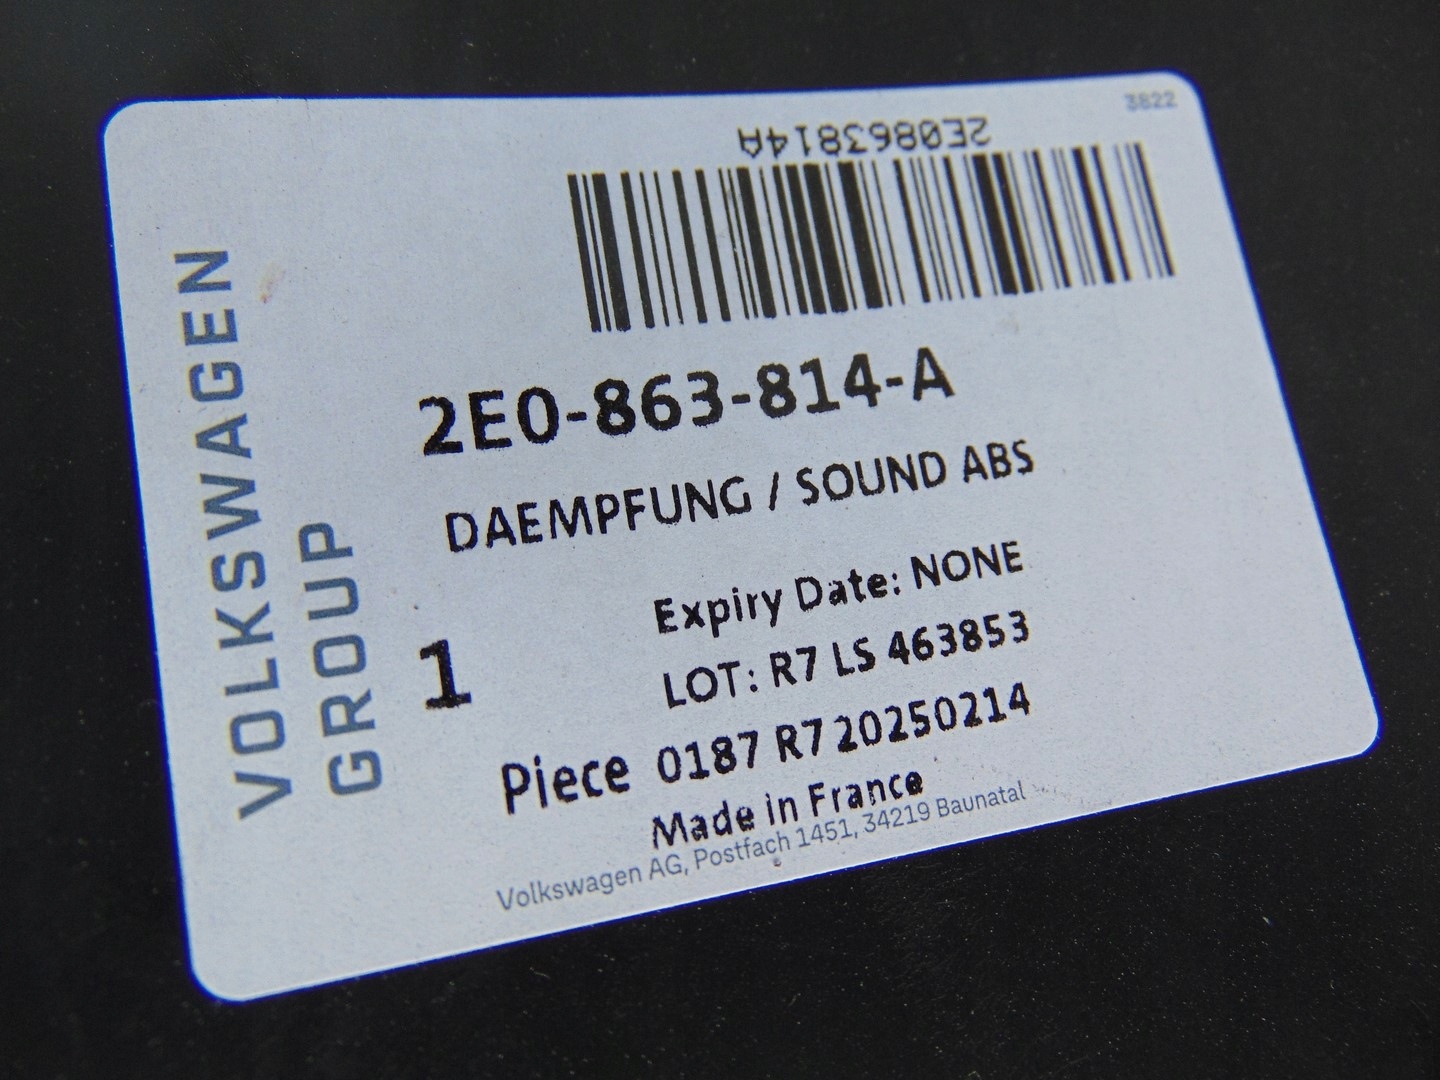 3822
2E0863814A
2E0-863-814-A
DAEMPFUNG / SOUND ABS
Expiry Date: NONE
1
LOT: R7 LS 463853
Piece 0187 R7 20250214
Made in France
Volkswagen AG, Postfach 1451, 34219 Baunatal
VOLKSWAGEN
GROUP